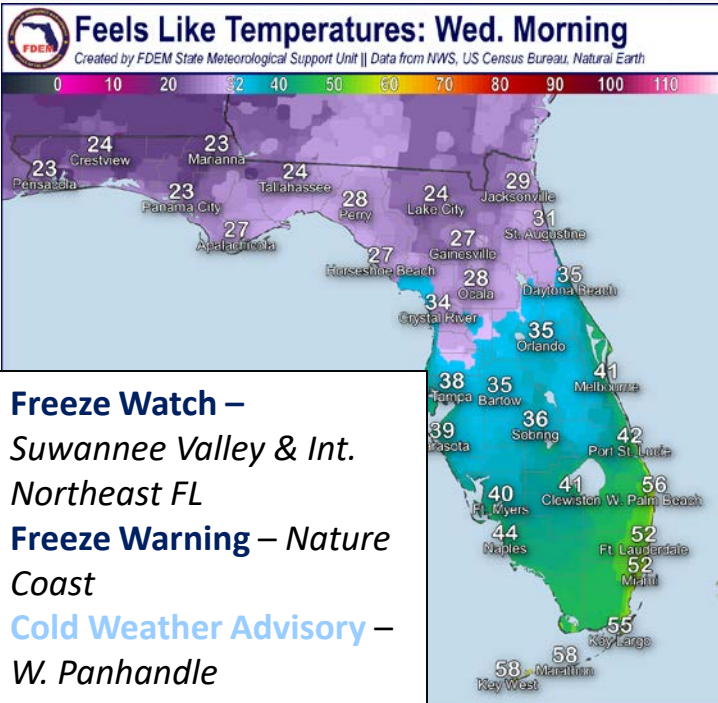 Feels Like Temperatures: Wed. Morning
Created by FDEM State Meteorological Support Unit || Data from NWS, US Census Bureau, Natural Earth
FDEM
0 10 20 32 40 50 60 70 80 90 100 110
24
Crestview
23
Marianna
23
Pensacola
24
Tallahassee
23
Panama City
28
Perry
24
Lake City
29
Jacksonville
27
Apalachicola
31
St. Augustine
27
Gainesville
27
Horseshoe Beach
28
Ocala
35
Daytona Beach
34
Crystal River
35
Orlando
38
Tampa
35
Bartow
41
Melbourne
39
rasota
36
Sebring
42
Port St. Lucie
40
Ft. Myers
41
Clewiston
56
W. Palm Beach
44
Naples
52
Ft. Lauderdale
52
Miami
55
Key Largo
58
Marathon
58
Key West
Freeze Watch –
Suwannee Valley & Int.
Northeast FL
Freeze Warning – Nature
Coast
Cold Weather Advisory –
W. Panhandle